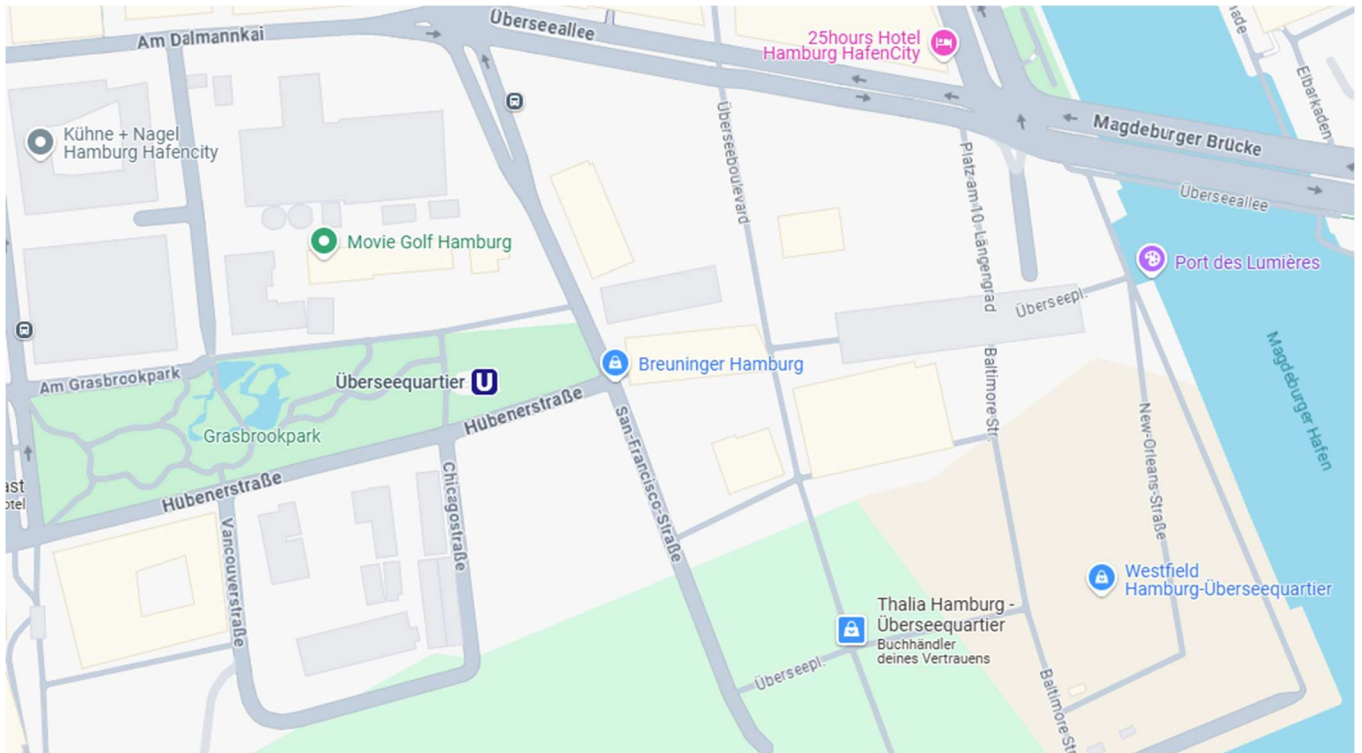 Am Dalmannkai
Überseeallee
25hours Hotel
Hamburg HafenCity
Elbarkaden
Kühne + Nagel
Hamburg Hafencity
Überseeboulevard
Magdeburger Brücke
Platz am 10. Längengrad
Überseeallee
Movie Golf Hamburg
Port des Lumières
Überseepl.
Magdeburger Hafen
Am Grasbrookpark
Überseequartier U
Breuninger Hamburg
Baltimore Str.
Hübenerstraße
Grasbrookpark
New-Orleans-Straße
San-Francisco-Straße
Hübenerstraße
Chicagostraße
Vancouverstraße
Westfield
Hamburg-Überseequartier
Thalia Hamburg -
Überseequartier
Buchhändler
deines Vertrauens
Überseepl.